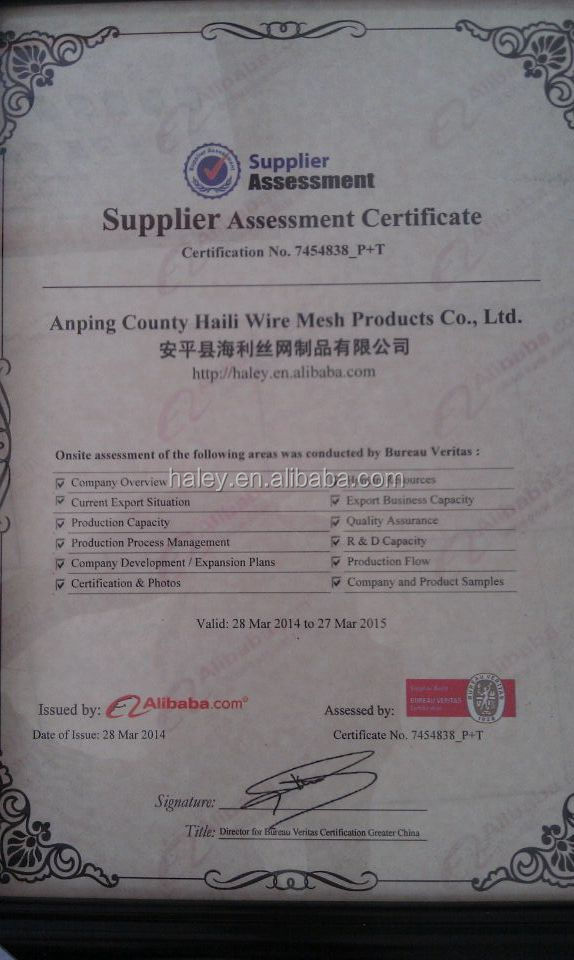 Supplier
Assessment
Supplier Assessment Certificate
Certification No. 7454838_P+T
Anping County Haili Wire Mesh Products Co., Ltd.
安平县海利丝网制品有限公司
http://haley.en.alibaba.com
Onsite assessment of the following areas was conducted by Bureau Veritas :
Company Overview
haley.en.alibaba.com
Current Export Situation
Export Business Capacity
Production Capacity
Quality Assurance
Production Process Management
R & D Capacity
Company Development / Expansion Plans
Production Flow
Certification & Photos
Company and Product Samples
Valid: 28 Mar 2014 to 27 Mar 2015
Issued by: Alibaba.com®
Assessed by:
BUREAU VERITAS
Date of Issue: 28 Mar 2014
Certificate No. 7454838_P+T
Signature:
Title: Director for Bureau Veritas Certification Greater China